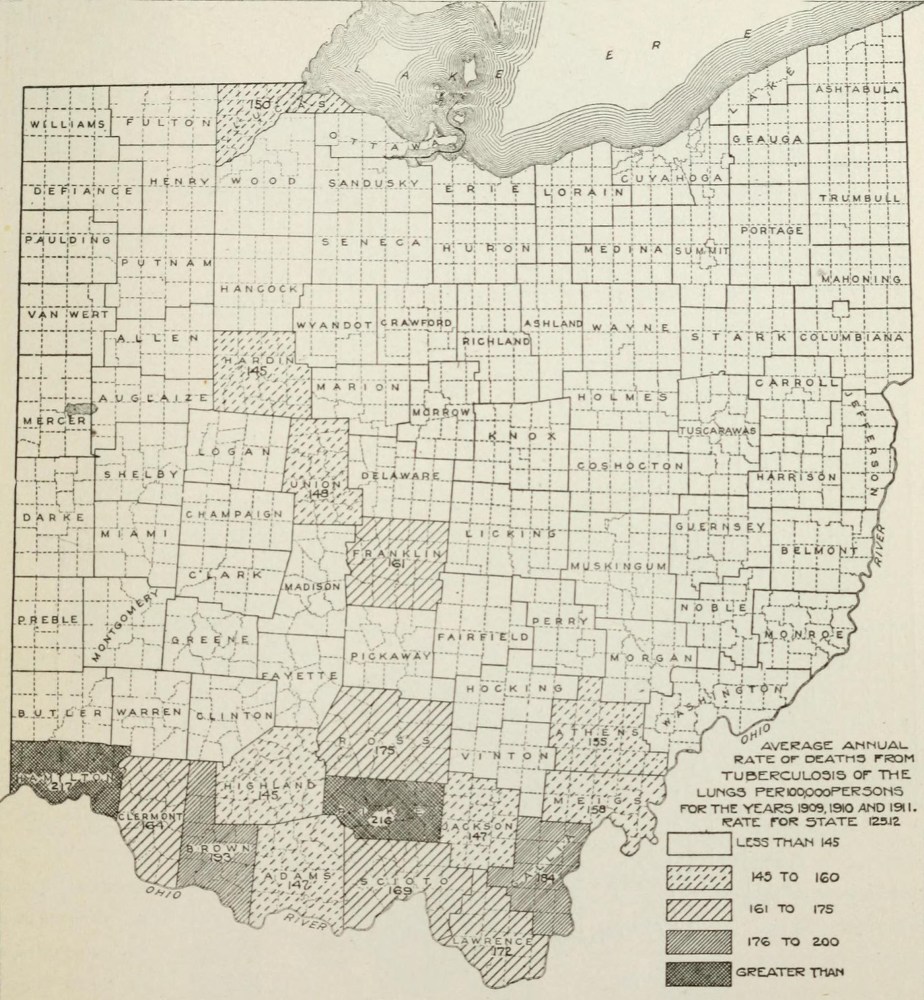 LAKE ERIE
LAKE
ASHTABULA
150
LUCAS
WILLIAMS
FULTON
OTTAWA
GEAUGA
CUYAHOGA
DEFIANCE
HENRY
WOOD
SANDUSKY
ERIE
LORAIN
TRUMBULL
PORTAGE
PAULDING
SENECA
HURON
MEDINA
SUMMIT
PUTNAM
MAHONING
HANCOCK
VAN WERT
WYANDOT
CRAWFORD
ASHLAND
WAYNE
ALLEN
RICHLAND
STARK
COLUMBIANA
HARDIN
145
MARION
CARROLL
AUGLAIZE
HOLMES
MERCER
MORROW
JEFFERSON
TUSCARAWAS
KNOX
LOGAN
COSHOCTON
SHELBY
DELAWARE
HARRISON
UNION
149
DARKE
CHAMPAIGN
MIAMI
LICKING
GUERNSEY
FRANKLIN
161
BELMONT
RIVER
MUSKINGUM
CLARK
MADISON
PREBLE
MONTGOMERY
NOBLE
PERRY
GREENE
FAIRFIELD
MONROE
PICKAWAY
MORGAN
FAYETTE
HOCKING
WASHINGTON
BUTLER
WARREN
CLINTON
OHIO
ROSS
175
ATHENS
155
VINTON
HAMILTON
217
HIGHLAND
145
PIKE
216
MEIGS
158
CLERMONT
164
JACKSON
147
BROWN
193
GALLIA
184
ADAMS
147
SCIOTO
169
OHIO
RIVER
LAWRENCE
172
AVERAGE ANNUAL
RATE OF DEATHS FROM
TUBERCULOSIS OF THE
LUNGS PER 100,000 PERSONS
FOR THE YEARS 1909, 1910 AND 1911.
RATE FOR STATE 125.12
LESS THAN 145
145 TO 160
161 TO 175
176 TO 200
GREATER THAN